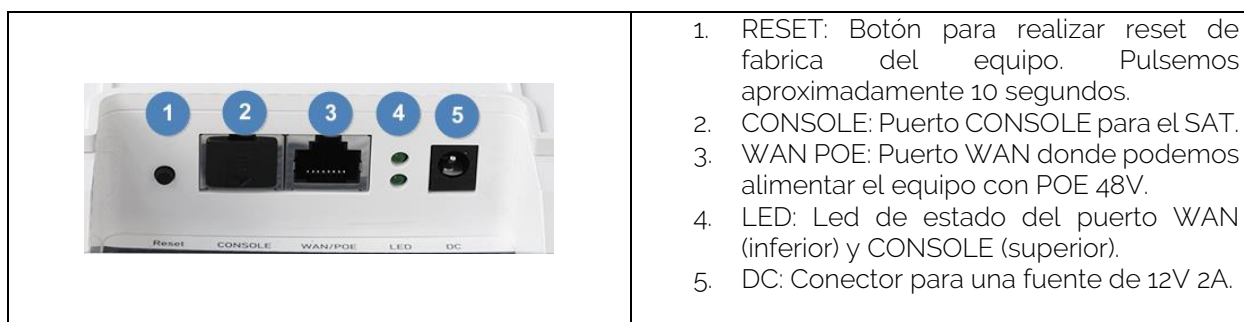 1 2 3 4 5
Reset CONSOLE WAN/POE LED DC
1. RESET: Botón para realizar reset de
fabrica del equipo. Pulsemos
aproximadamente 10 segundos.
2. CONSOLE: Puerto CONSOLE para el SAT.
3. WAN POE: Puerto WAN donde podemos
alimentar el equipo con POE 48V.
4. LED: Led de estado del puerto WAN
(inferior) y CONSOLE (superior).
5. DC: Conector para una fuente de 12V 2A.